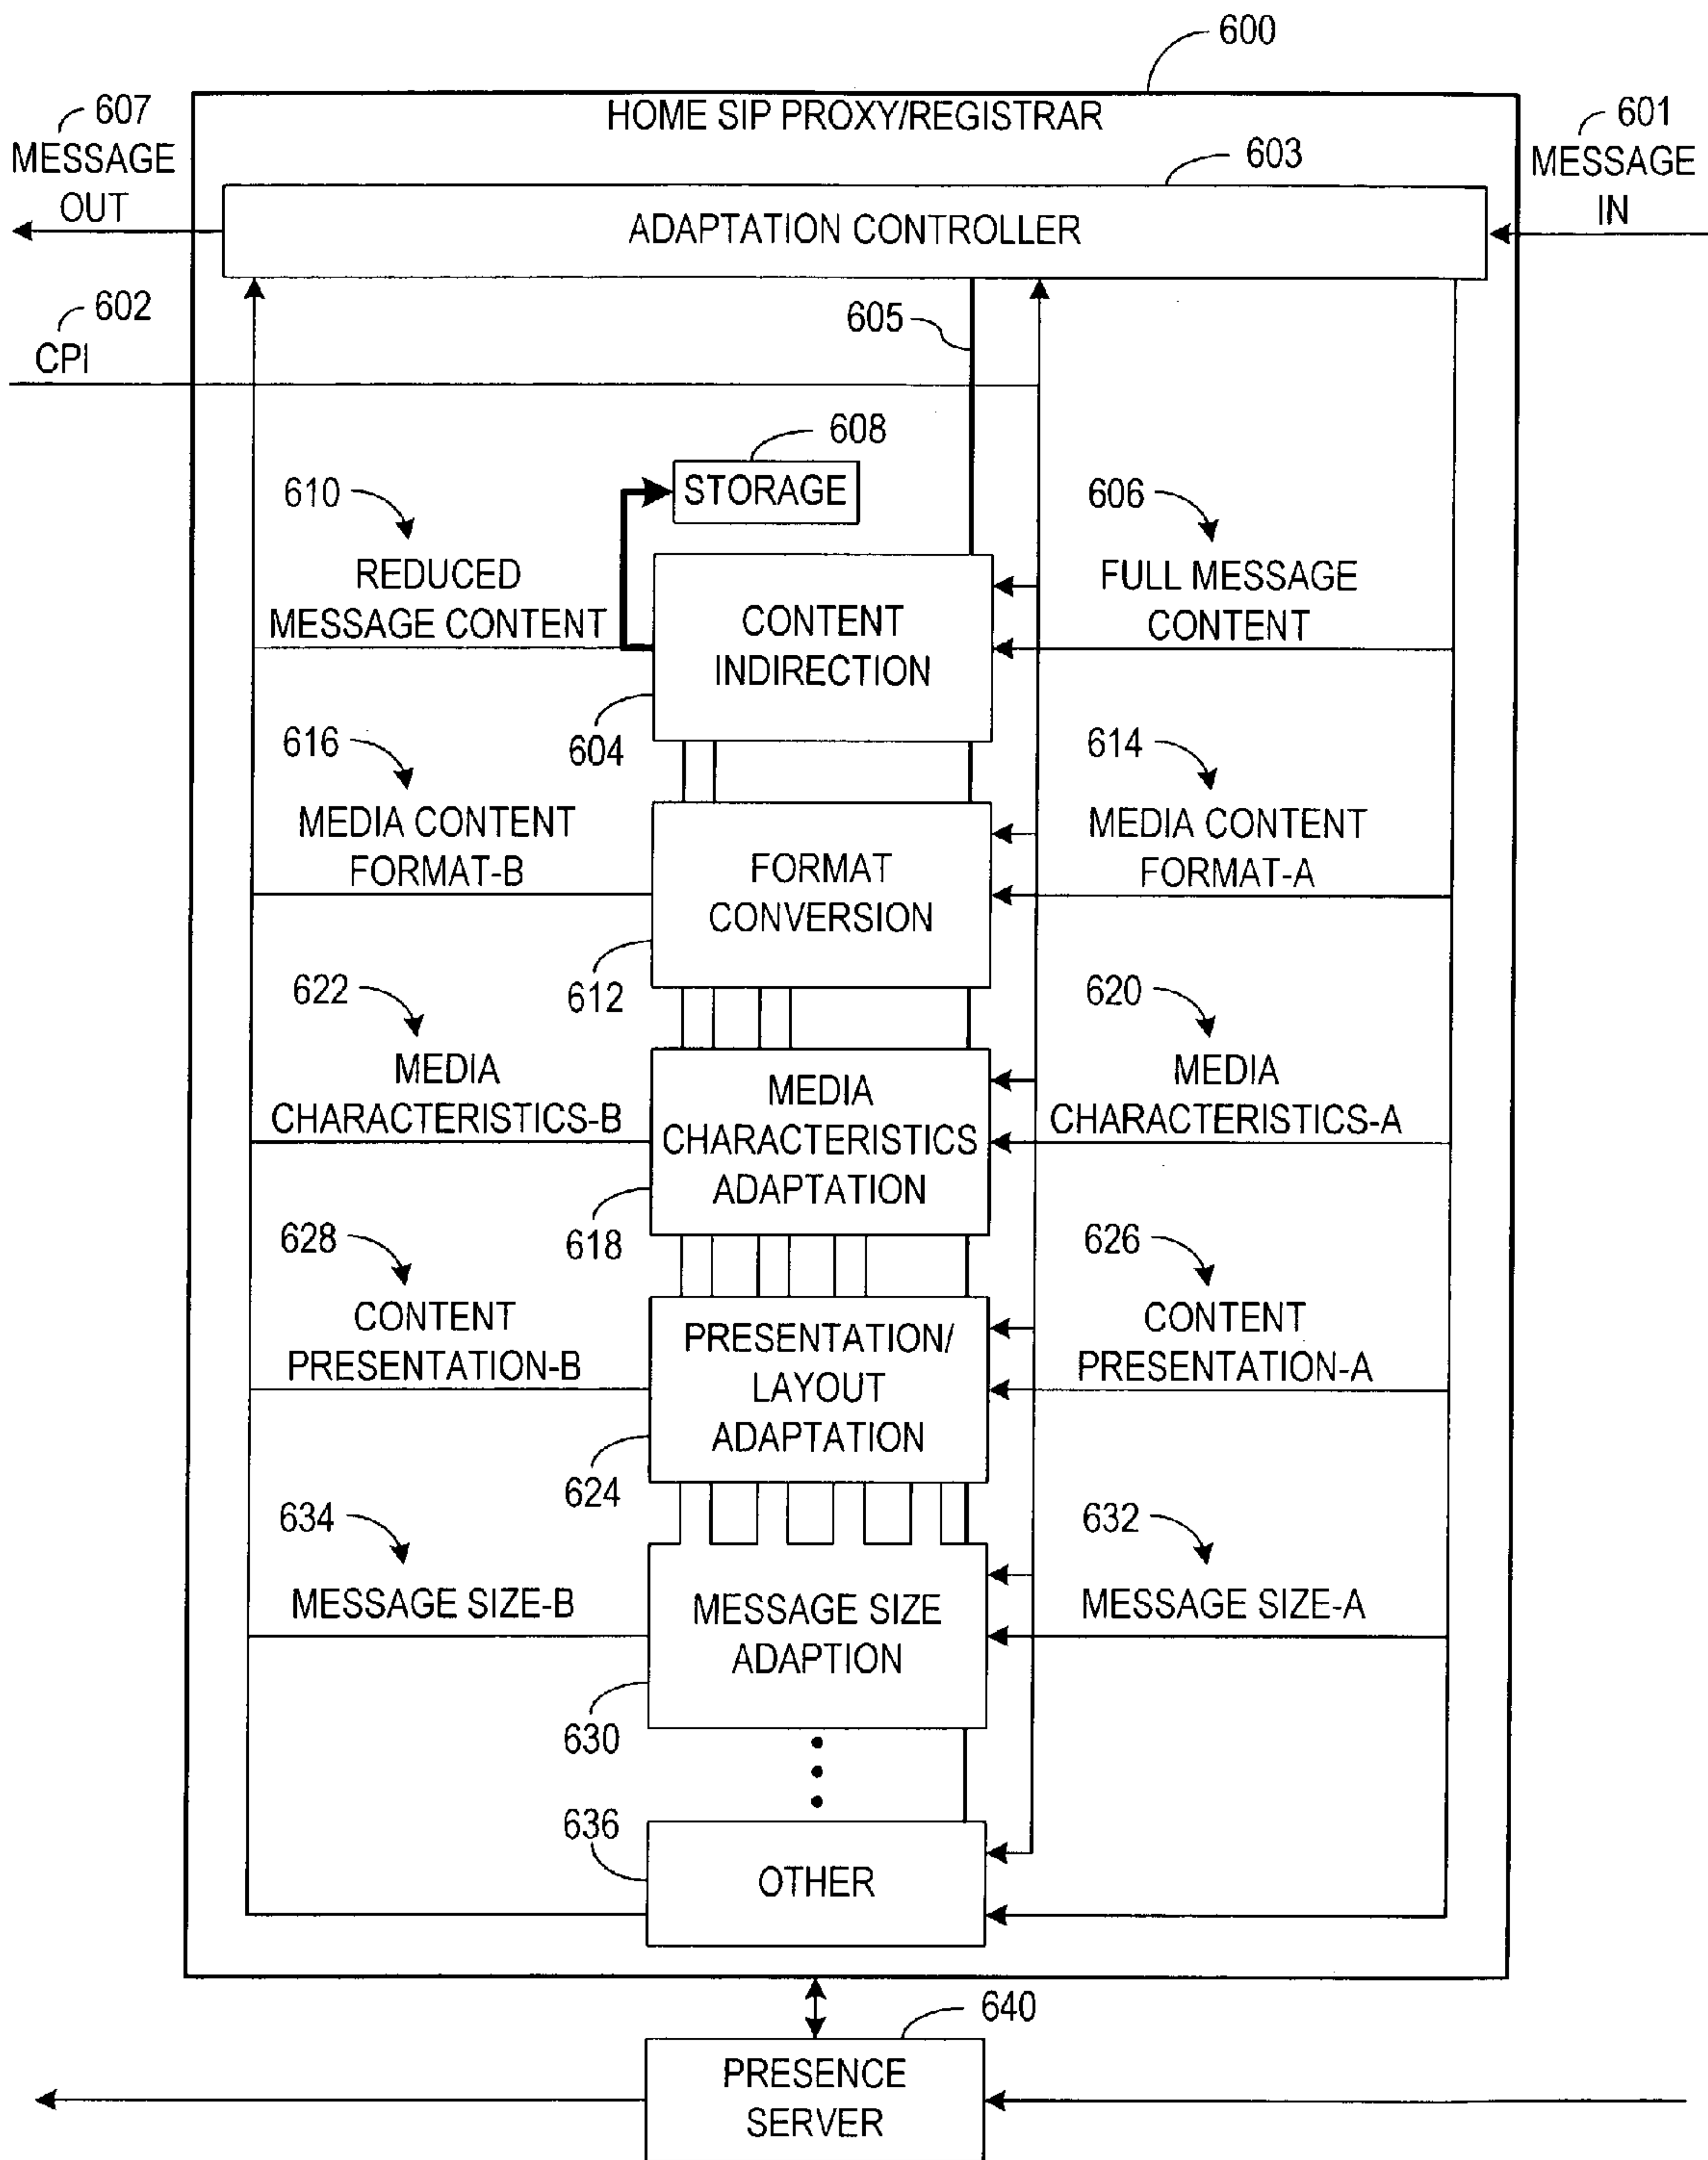 600
607
MESSAGE
OUT
HOME SIP PROXY/REGISTRAR
601
MESSAGE
IN
603
ADAPTATION CONTROLLER
602
CPI
605
608
STORAGE
610
REDUCED
MESSAGE CONTENT
606
FULL MESSAGE
CONTENT
CONTENT
INDIRECTION
604
616
MEDIA CONTENT
FORMAT-B
614
MEDIA CONTENT
FORMAT-A
FORMAT
CONVERSION
612
622
MEDIA
CHARACTERISTICS-B
620
MEDIA
CHARACTERISTICS-A
MEDIA
CHARACTERISTICS
ADAPTATION
618
628
CONTENT
PRESENTATION-B
626
CONTENT
PRESENTATION-A
PRESENTATION/
LAYOUT
ADAPTATION
624
634
MESSAGE SIZE-B
632
MESSAGE SIZE-A
MESSAGE SIZE
ADAPTION
630
636
OTHER
640
PRESENCE
SERVER